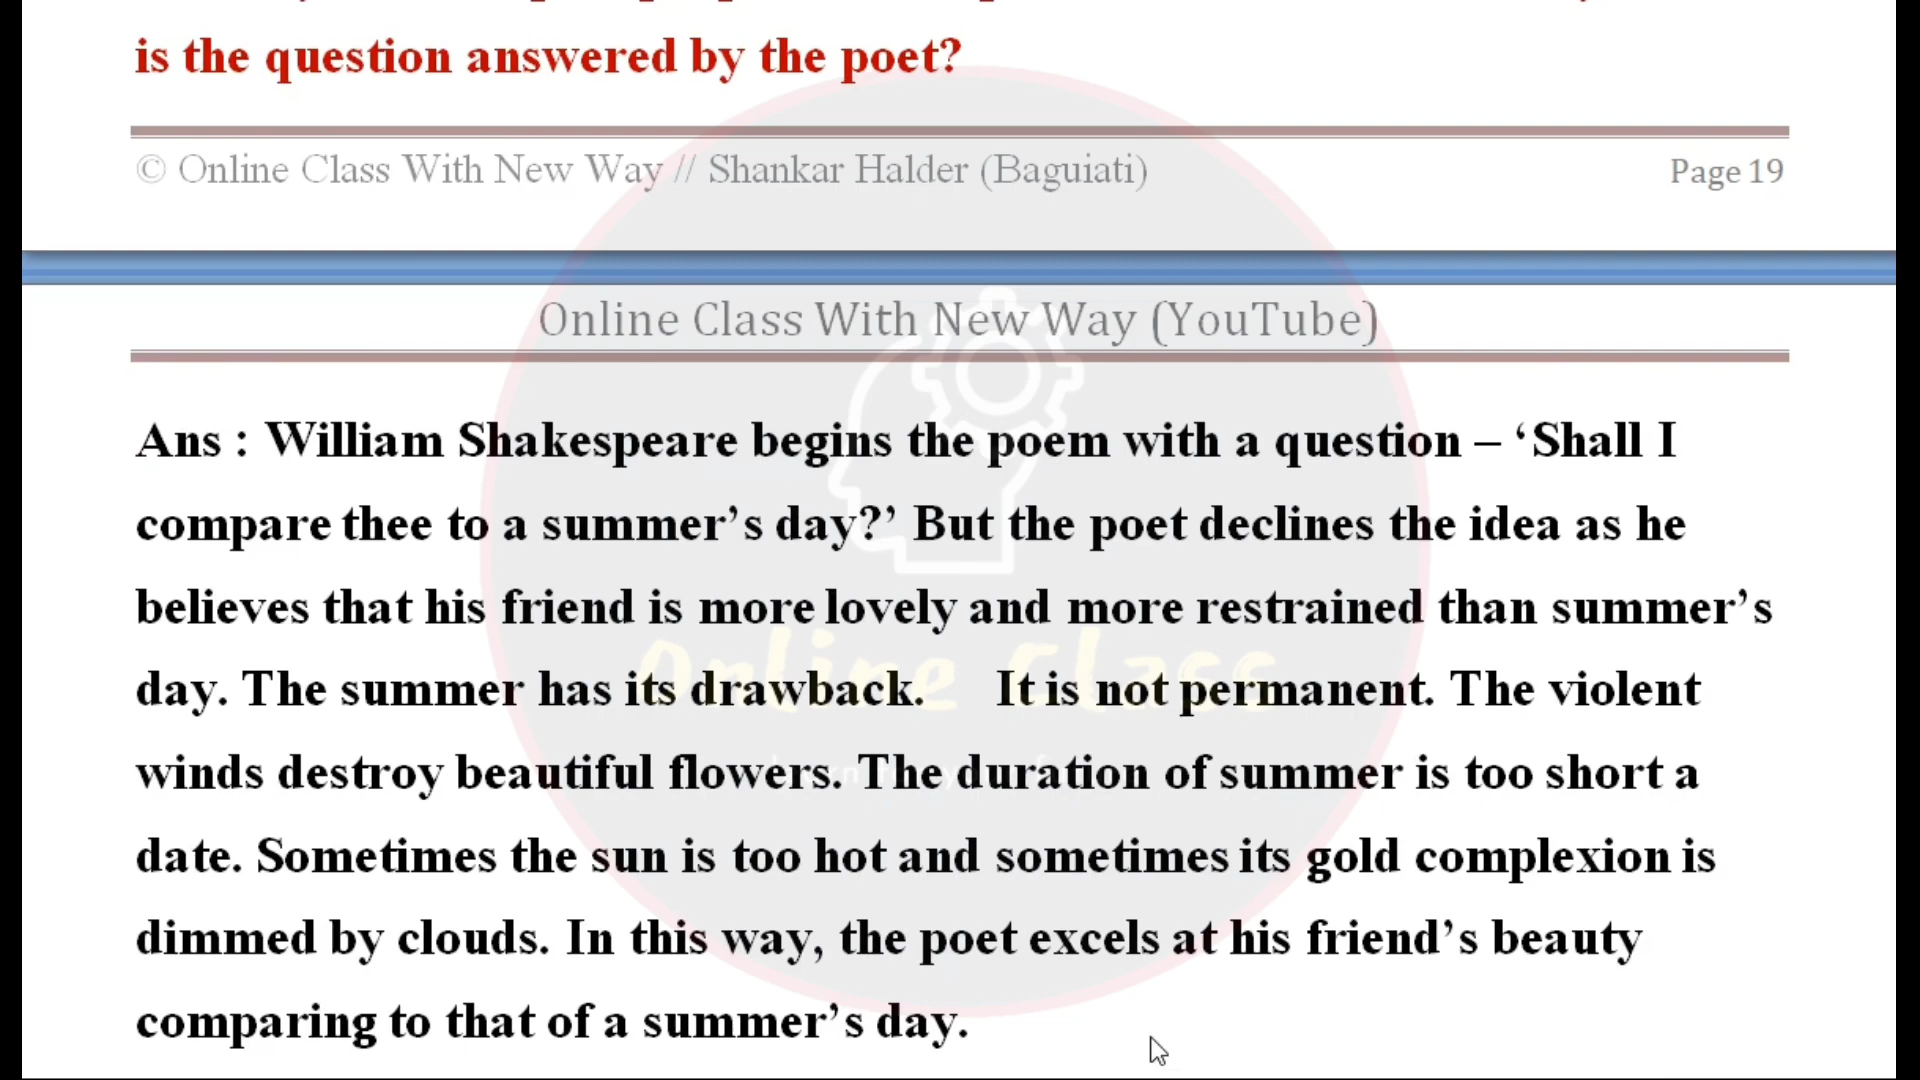 is the question answered by the poet?
© Online Class With New Way // Shankar Halder (Baguiati) Page 19
Online Class With New Way (YouTube)
Ans : William Shakespeare begins the poem with a question – ‘Shall I
compare thee to a summer’s day?’ But the poet declines the idea as he
believes that his friend is more lovely and more restrained than summer’s
day. The summer has its drawback. It is not permanent. The violent
Online Class
winds destroy beautiful flowers. The duration of summer is too short a
date. Sometimes the sun is too hot and sometimes its gold complexion is
dimmed by clouds. In this way, the poet excels at his friend’s beauty
comparing to that of a summer’s day.